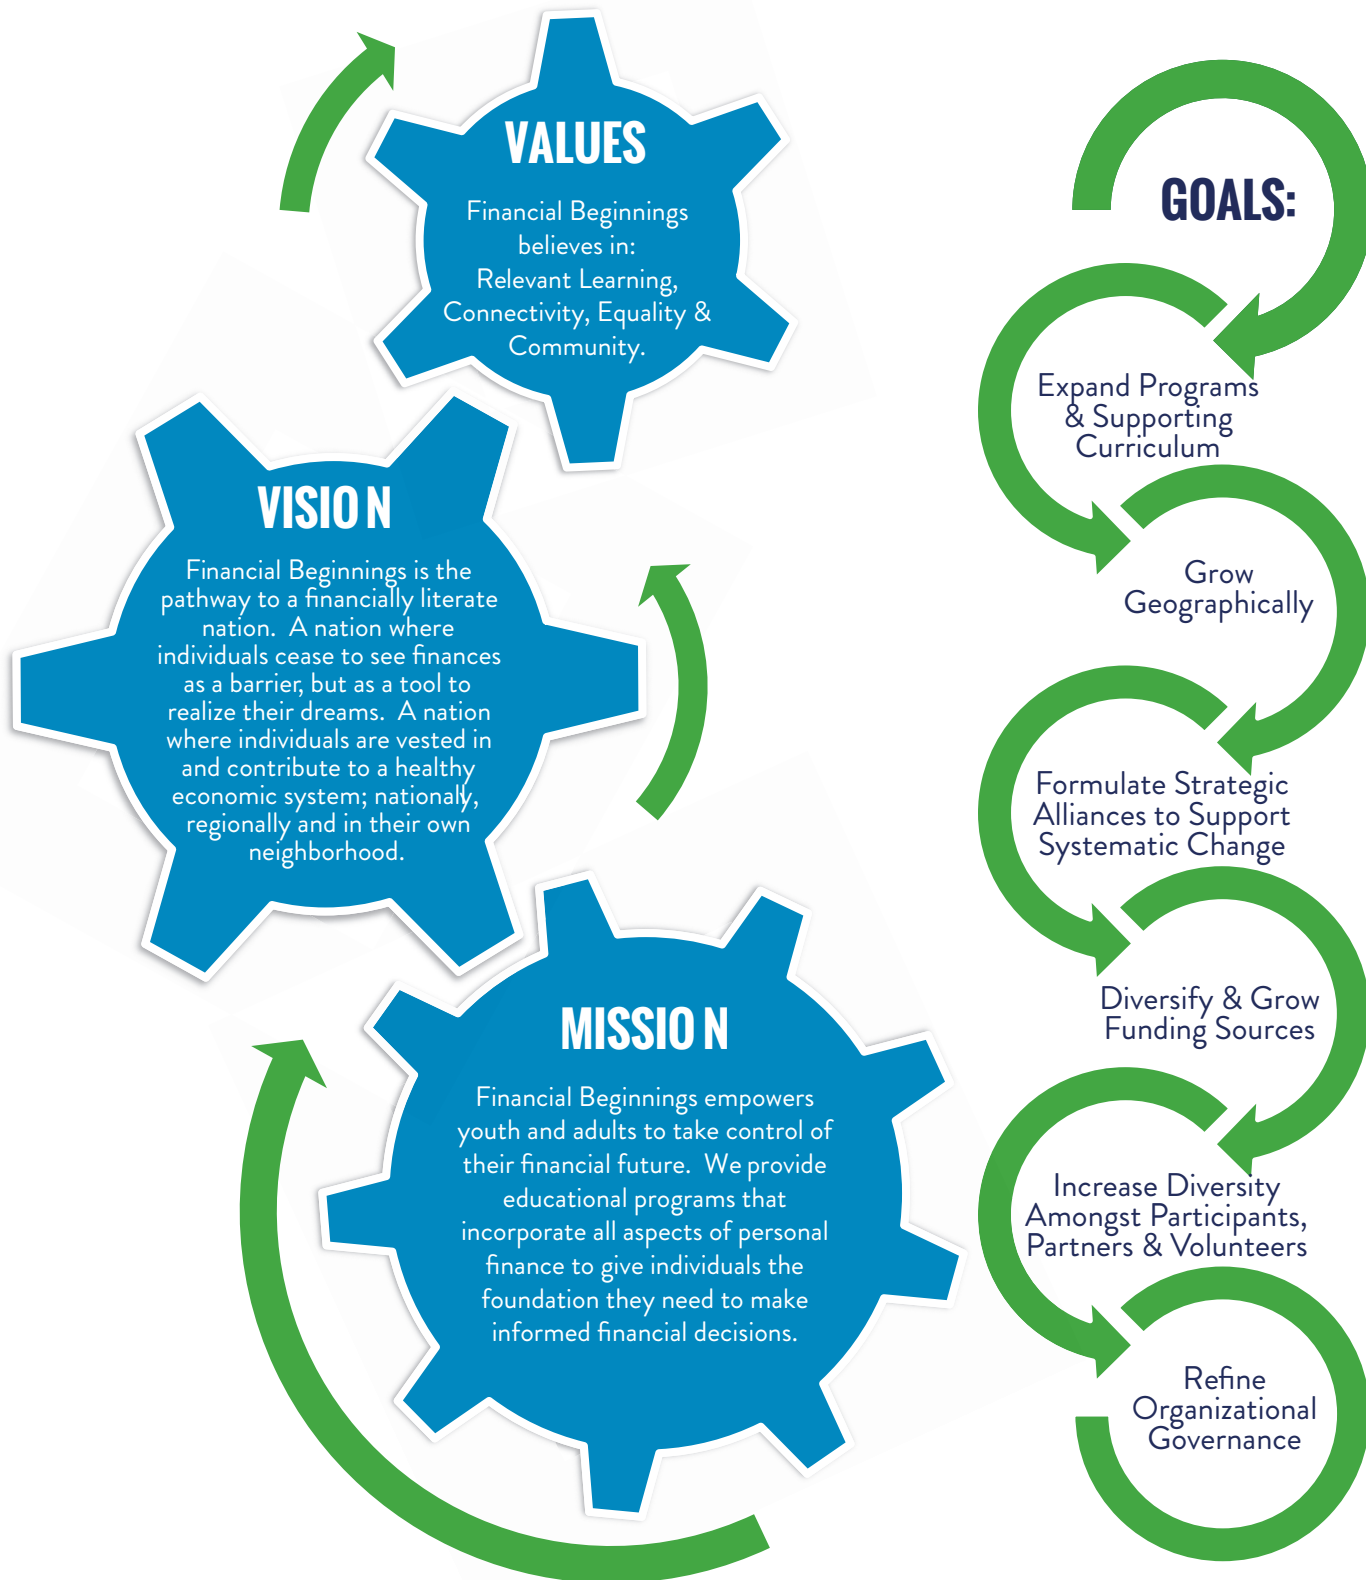 VALUES
Financial Beginnings
believes in:
Relevant Learning,
Connectivity, Equality &
Community.
VISION
Financial Beginnings is the
pathway to a financially literate
nation. A nation where
individuals cease to see finances
as a barrier, but as a tool to
realize their dreams. A nation
where individuals are vested in
and contribute to a healthy
economic system; nationaly,
regionally and in their own
neighborhood.
MISSION
Financial Beginnings empowers
youth and adults to take control of
their financial future. We provide
educational programs that
incorporate all aspects of personal
finance to give individuals the
foundation they need to make
informed financial decisions.
GOALS:
Expand Programs
& Supporting
Curriculum
Grow
Geographically
Formulate Strategic
Alliances to Support
Systematic Change
Diversify & Grow
Funding Sources
Increase Diversity
Amongst Participants,
Partners & Volunteers
Refine
Organizational
Governance